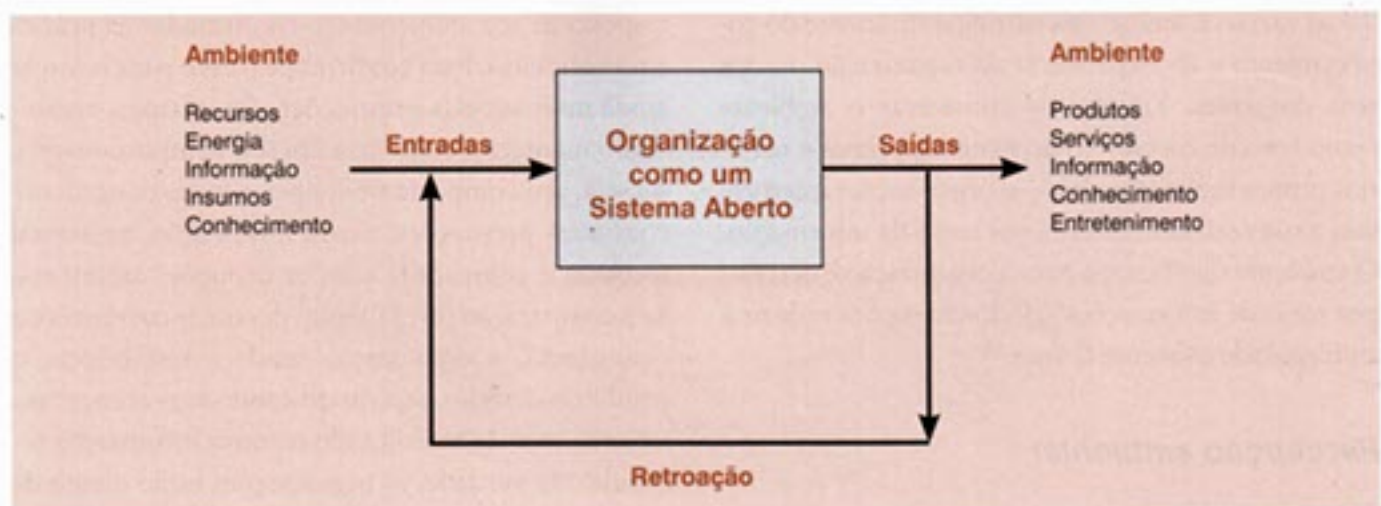 Ambiente
Recursos
Energia
Informação
Insumos
Conhecimento
Entradas
Organização
como um
Sistema Aberto
Saídas
Ambiente
Produtos
Serviços
Informação
Conhecimento
Entretenimento
Retroação